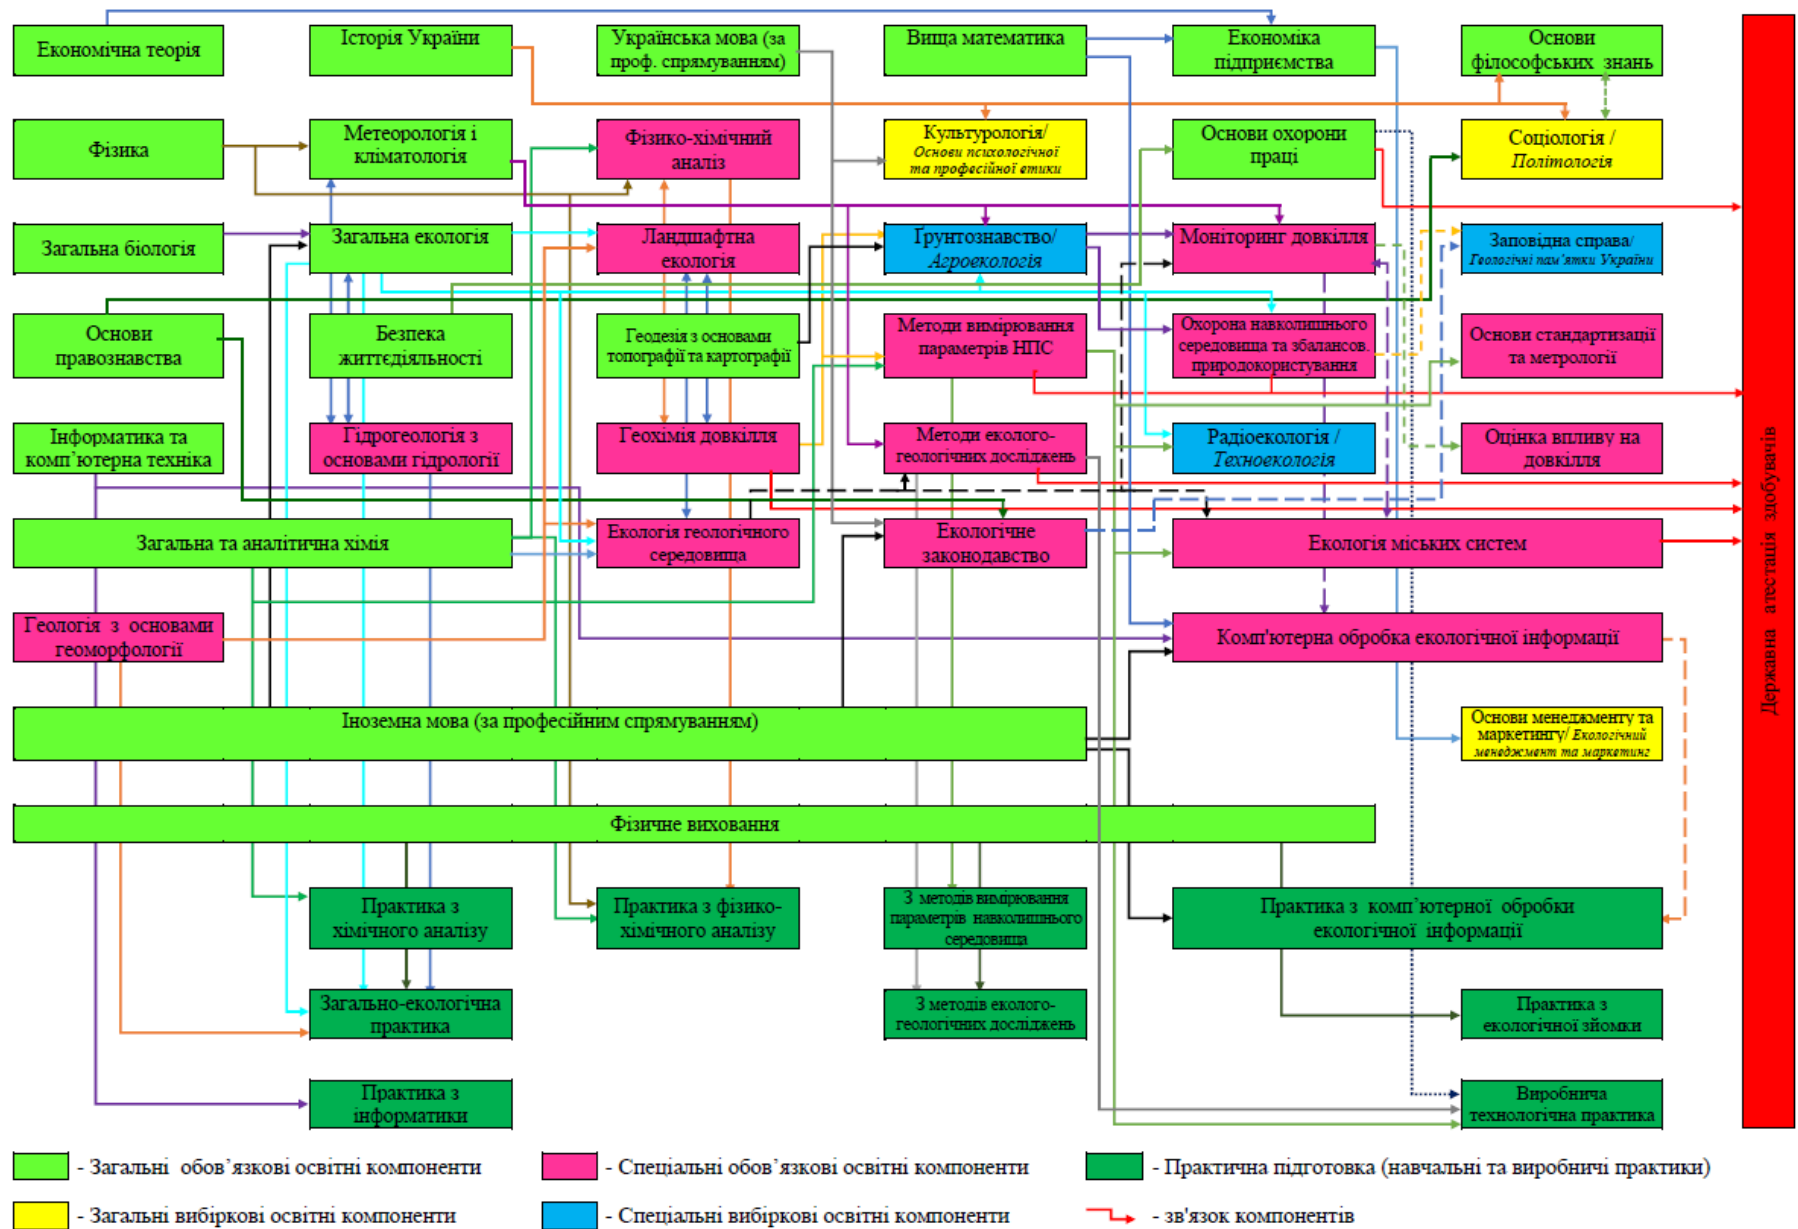 Економічна теорія
Історія України
Українська мова (за
проф. спрямуванням)
Вища математика
Економіка
підприємства
Основи
філософських знань
Фізика
Метеорологія і
кліматологія
Фізико-хімічний
аналіз
Культурологія/
Основи психологічної
та професійної етики
Основи охорони
праці
Соціологія /
Політологія
Загальна біологія
Загальна екологія
Ландшафтна
екологія
Ґрунтознавство/
Агроекологія
Моніторинг довкілля
Заповідна справа/
Геологічні пам'ятки України
Основи
правознавства
Безпека
життєдіяльності
Геодезія з основами
топографії та картографії
Методи вимірювання
параметрів НПС
Охорона навколишнього
середовища та збалансов.
природокористування
Основи стандартизації
та метрології
Інформатика та
комп’ютерна техніка
Гідрогеологія з
основами гідрології
Геохімія довкілля
Методи еколого-
геологічних досліджень
Радіоекологія /
Техноекологія
Оцінка впливу на
довкілля
Загальна та аналітична хімія
Екологія геологічного
середовища
Екологічне
законодавство
Екологія міських систем
Геологія з основами
геоморфології
Комп'ютерна обробка екологічної інформації
Іноземна мова (за професійним спрямуванням)
Основи менеджменту та
маркетингу/ Екологічний
менеджмент та маркетинг
Фізичне виховання
Практика з
хімічного аналізу
Практика з фізико-
хімічного аналізу
З методів вимірювання
параметрів навколишнього
середовища
Практика з комп’ютерної обробки
екологічної інформації
Загально-екологічна
практика
З методів еколого-
геологічних досліджень
Практика з
екологічної зйомки
Практика з
інформатики
Виробнича
технологічна практика
Державна атестація здобувачів
- Загальні обов’язкові освітні компоненти
- Спеціальні обов’язкові освітні компоненти
- Практична підготовка (навчальні та виробничі практики)
- Загальні вибіркові освітні компоненти
- Спеціальні вибіркові освітні компоненти
- зв'язок компонентів